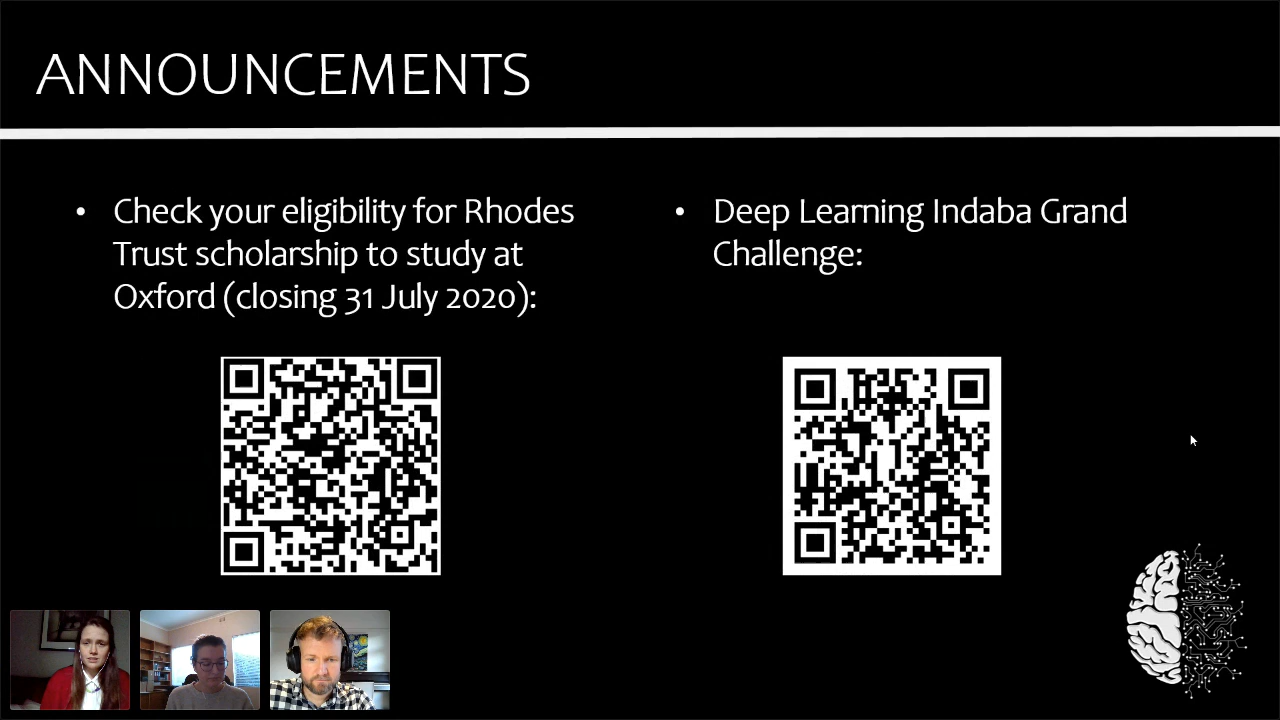 ANNOUNCEMENTS
• Check your eligibility for Rhodes
Trust scholarship to study at
Oxford (closing 31 July 2020):
• Deep Learning Indaba Grand
Challenge: